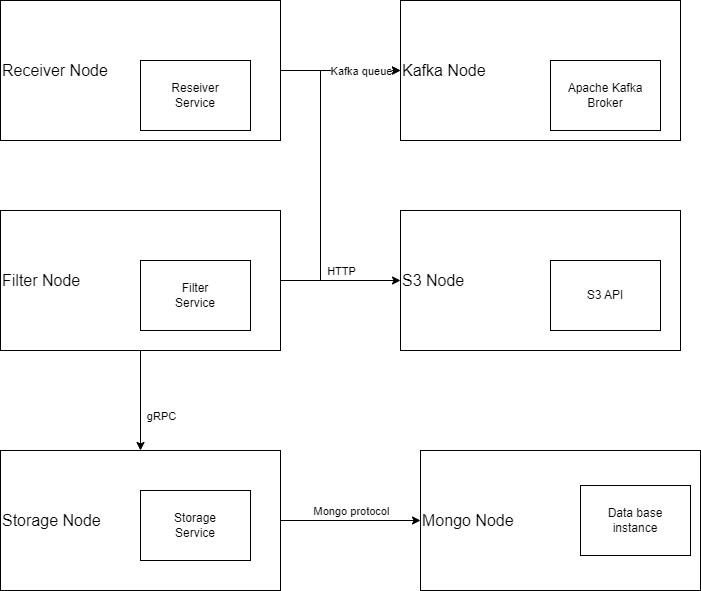 Receiver Node
Reseiver
Service
Kafka queue
Kafka Node
Apache Kafka
Broker
Filter Node
Filter
Service
HTTP
S3 Node
S3 API
gRPC
Storage Node
Storage
Service
Mongo protocol
Mongo Node
Data base
instance